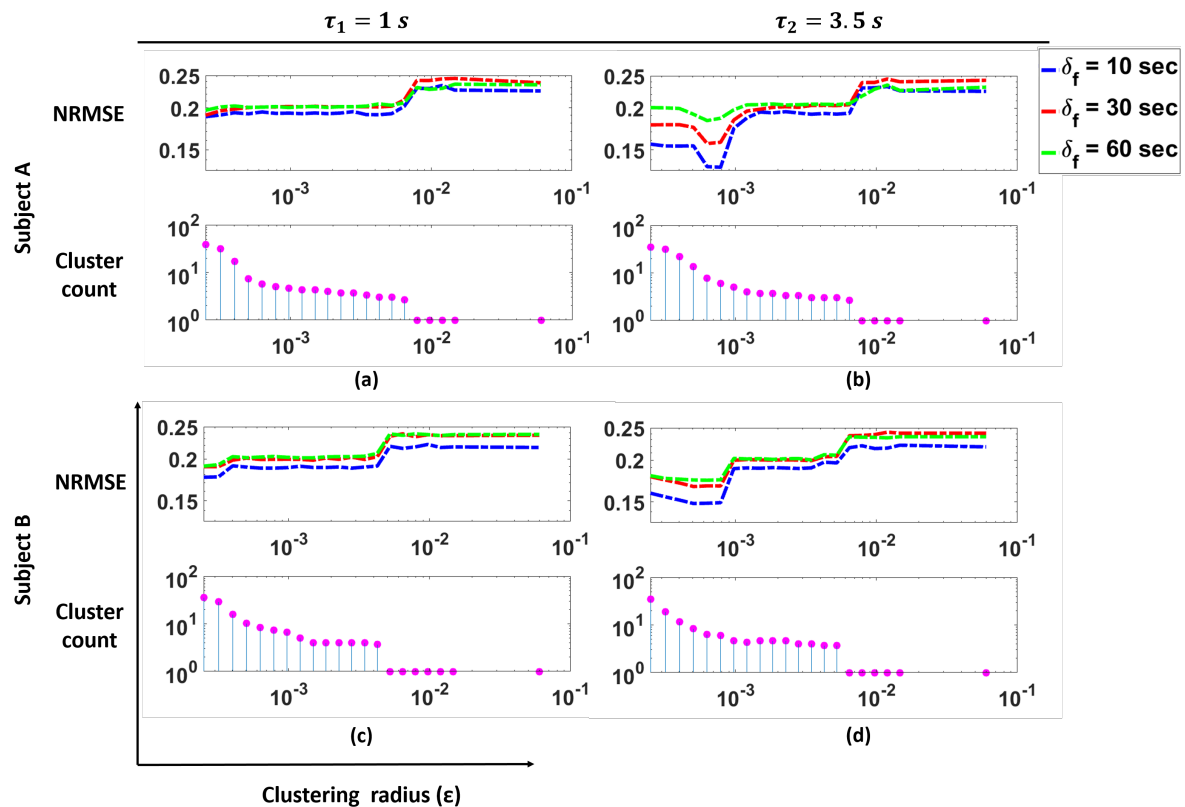 τ₁ = 1 s
τ₂ = 3.5 s
δf = 10 sec
δf = 30 sec
δf = 60 sec
Subject A
NRMSE
0.25
0.2
0.15
10⁻³ 10⁻² 10⁻¹
0.25
0.2
0.15
10⁻³ 10⁻² 10⁻¹
Cluster
count
10²
10¹
10⁰
10⁻³ 10⁻² 10⁻¹
10²
10¹
10⁰
10⁻³ 10⁻² 10⁻¹
(a)
(b)
Subject B
NRMSE
0.25
0.2
0.15
10⁻³ 10⁻² 10⁻¹
0.25
0.2
0.15
10⁻³ 10⁻² 10⁻¹
Cluster
count
10²
10¹
10⁰
10⁻³ 10⁻² 10⁻¹
10²
10¹
10⁰
10⁻³ 10⁻² 10⁻¹
(c)
(d)
Clustering radius (ε)